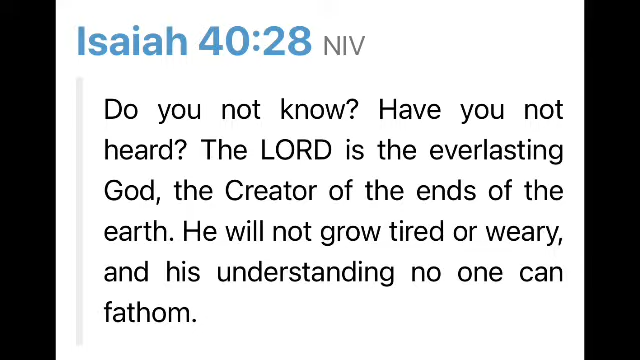 Isaiah 40:28 NIV
Do you not know? Have you not
heard? The LORD is the everlasting
God, the Creator of the ends of the
earth. He will not grow tired or weary,
and his understanding no one can
fathom.